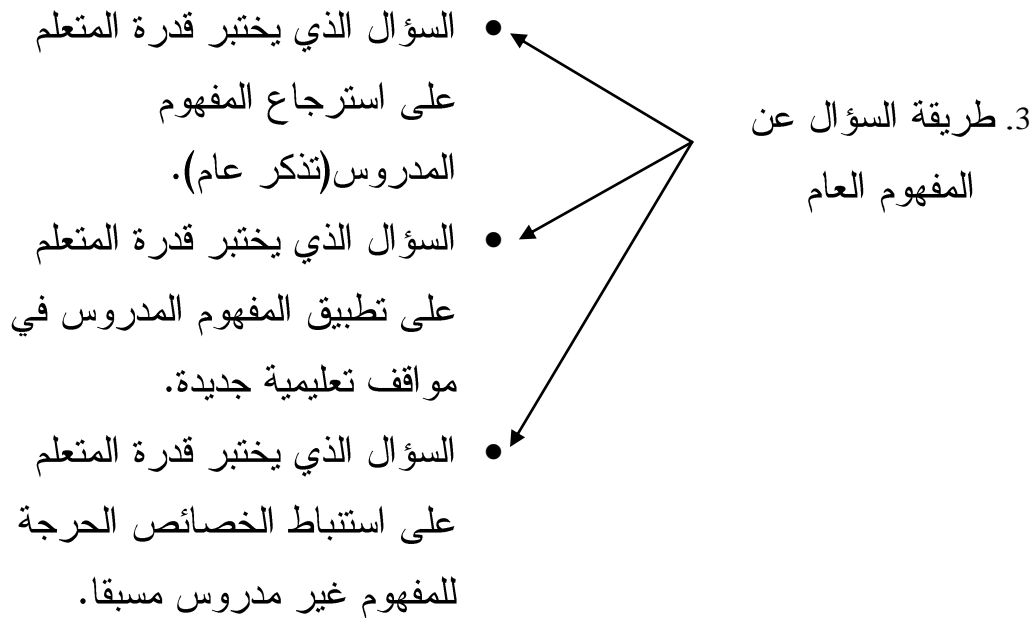 3. طريقة السؤال عن
المفهوم العام
• السؤال الذي يختبر قدرة المتعلم
على استرجاع المفهوم
المدروس(تذكر عام).
• السؤال الذي يختبر قدرة المتعلم
على تطبيق المفهوم المدروس في
مواقف تعليمية جديدة.
• السؤال الذي يختبر قدرة المتعلم
على استنباط الخصائص الحرجة
للمفهوم غير مدروس مسبقا.